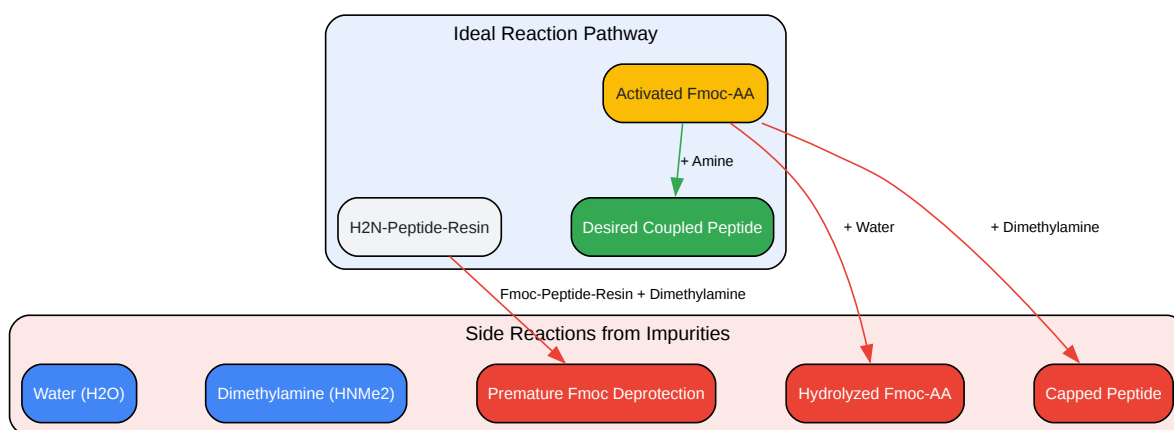 Ideal Reaction Pathway
Activated Fmoc-AA
+ Amine
H2N-Peptide-Resin
Desired Coupled Peptide
+ Water
+ Dimethylamine
Fmoc-Peptide-Resin + Dimethylamine
Side Reactions from Impurities
Water (H2O)
Dimethylamine (HNMe2)
Premature Fmoc Deprotection
Hydrolyzed Fmoc-AA
Capped Peptide